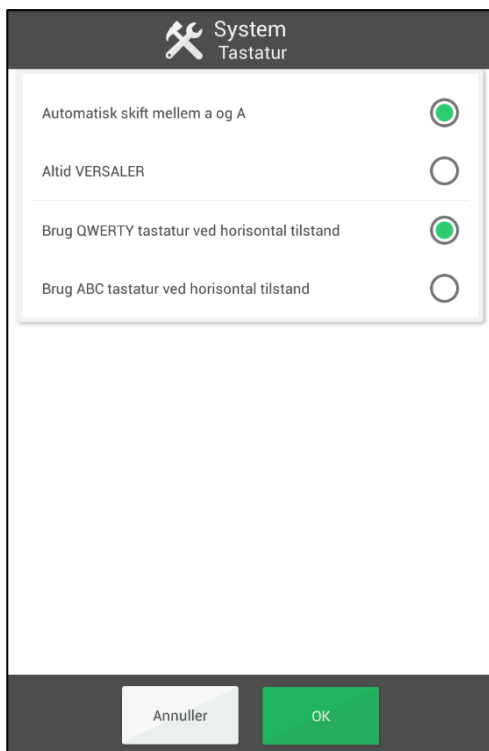 System
Tastatur
Automatisk skift mellem a og A
Altid VERSALER
Brug QWERTY tastatur ved horisontal tilstand
Brug ABC tastatur ved horisontal tilstand
Annuller
OK